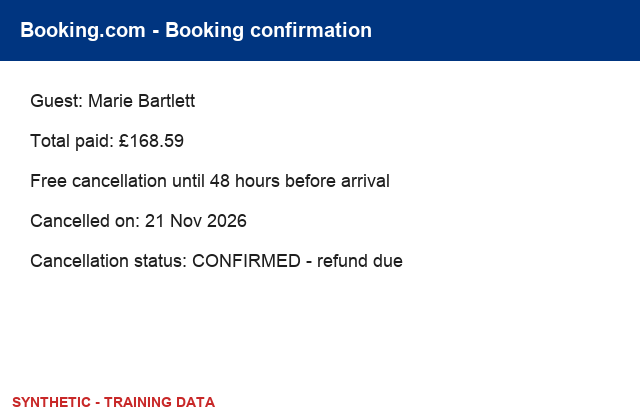 Booking.com - Booking confirmation
Guest: Marie Bartlett
Total paid: £168.59
Free cancellation until 48 hours before arrival
Cancelled on: 21 Nov 2026
Cancellation status: CONFIRMED - refund due
SYNTHETIC - TRAINING DATA